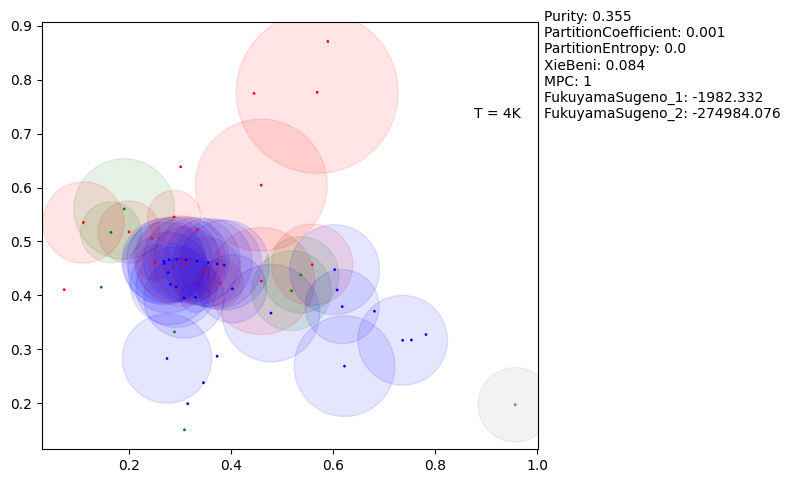 Purity: 0.355
PartitionCoefficient: 0.001
PartitionEntropy: 0.0
XieBeni: 0.084
MPC: 1
FukuyamaSugeno_1: -1982.332
FukuyamaSugeno_2: -274984.076
T = 4K
0.9
0.8
0.7
0.6
0.5
0.4
0.3
0.2
0.2 0.4 0.6 0.8 1.0